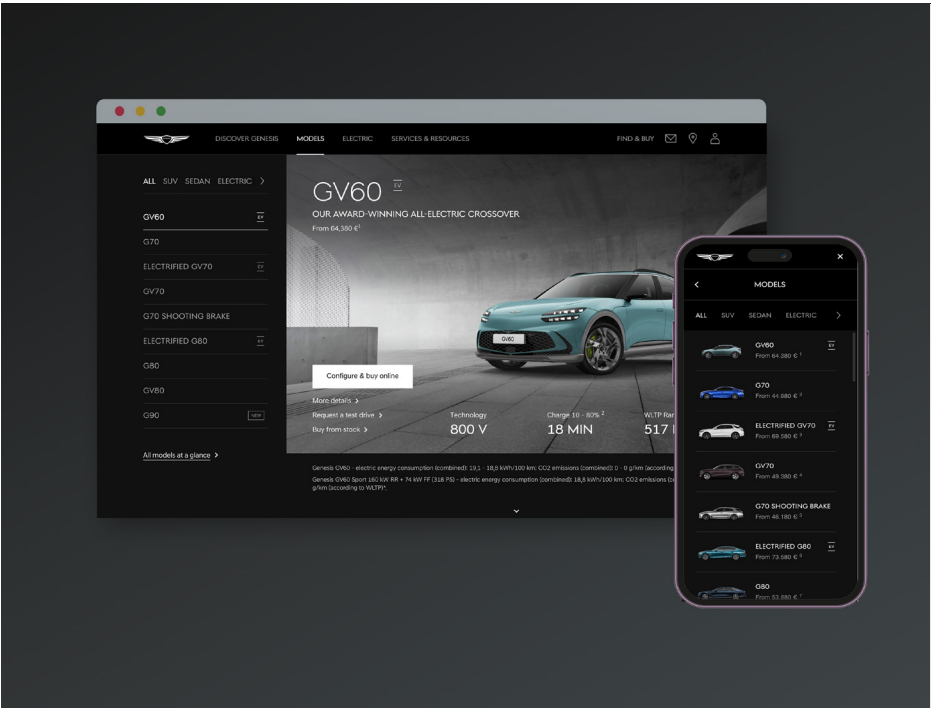 DISCOVER GENESIS MODELS ELECTRIC SERVICES & RESOURCES FIND & BUY
ALL SUV SEDAN ELECTRIC
GV60 EV
G70
ELECTRIFIED GV70 EV
GV70
G70 SHOOTING BRAKE
ELECTRIFIED G80 EV
G80
GV80
G90 NEW
All models at a glance
GV60 EV
OUR AWARD-WINNING ALL-ELECTRIC CROSSOVER
From 64,380 €1
GV60
Configure & buy online
More details
Request a test drive
Buy from stock
Technology
800 V
Charge 10 - 80% 2
18 MIN
WLTP Ran
517
Genesis GV60 - electric energy consumption (combined): 19,1 - 18,8 kWh/100 km; CO2 emissions (combined): 0 - 0 g/km (according
Genesis GV60 Sport 160 kW RR + 74 kW FF (318 PS) - electric energy consumption (combined): 18,8 kWh/100 km; CO2 emissions
g/km (according to WLTP)*.
MODELS
ALL SUV SEDAN ELECTRIC
GV60 EV
From 64.380 € 1
G70
From 44.980 € 3
ELECTRIFIED GV70 EV
From 69.580 €
GV70
From 49.380 € 4
G70 SHOOTING BRAKE
From 46.180 €
ELECTRIFIED G80 EV
From 73.580 €
G80
From 53.880 €